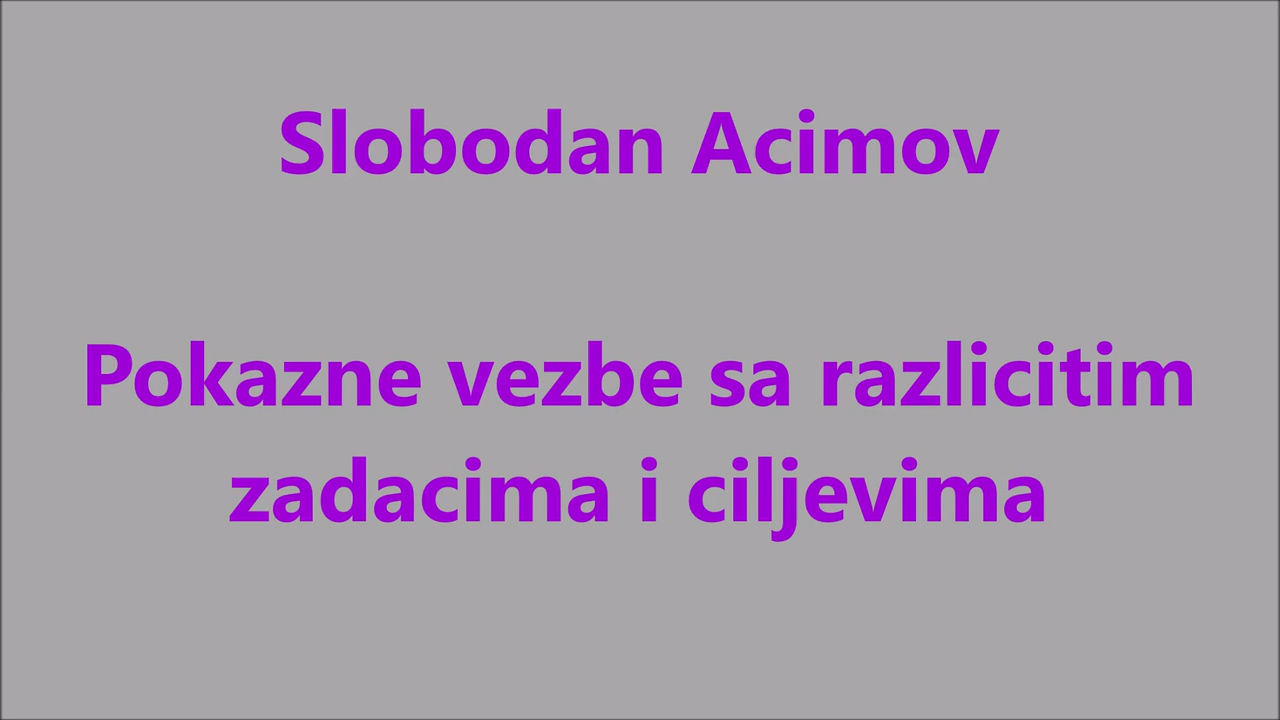 Slobodan Acimov
Pokazne vezbe sa razlicitim
zadacima i ciljevima